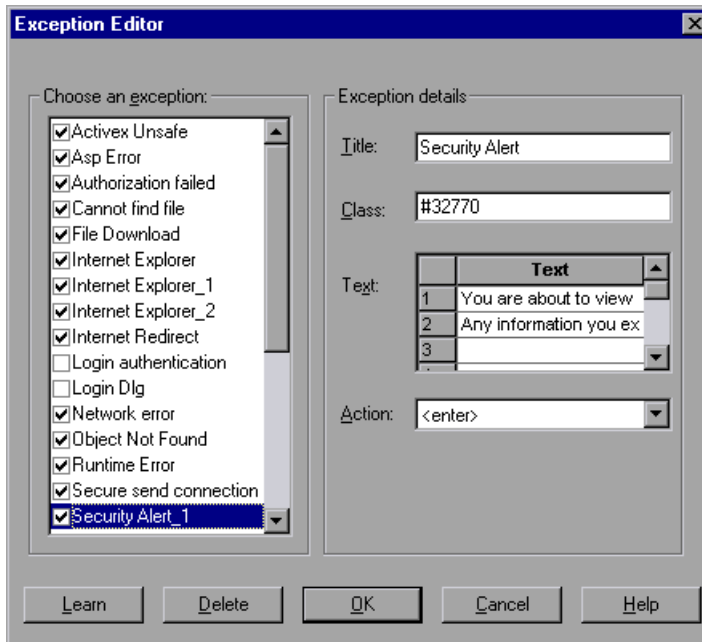 Exception Editor
Choose an exception:
Activex Unsafe
Asp Error
Authorization failed
Cannot find file
File Download
Internet Explorer
Internet Explorer_1
Internet Explorer_2
Internet Redirect
Login authentication
Login Dlg
Network error
Object Not Found
Runtime Error
Secure send connection
Security Alert_1
Exception details
Title: Security Alert
Class: #32770
Text:
Text
1 You are about to view
2 Any information you ex
3
Action: <enter>
Learn Delete OK Cancel Help